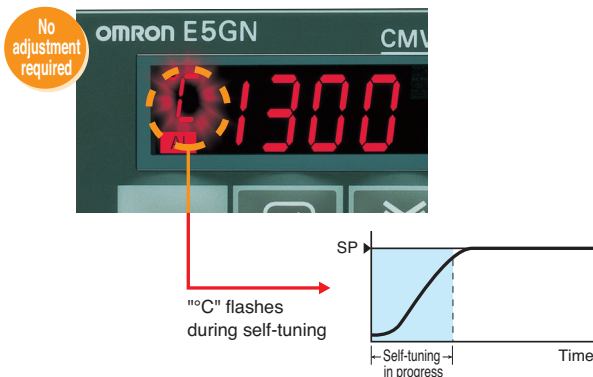 No
adjustment
required
OMRON E5GN
CMV
C 1300
SP
"°C" flashes
during self-tuning
Self-tuning
in progress
Time